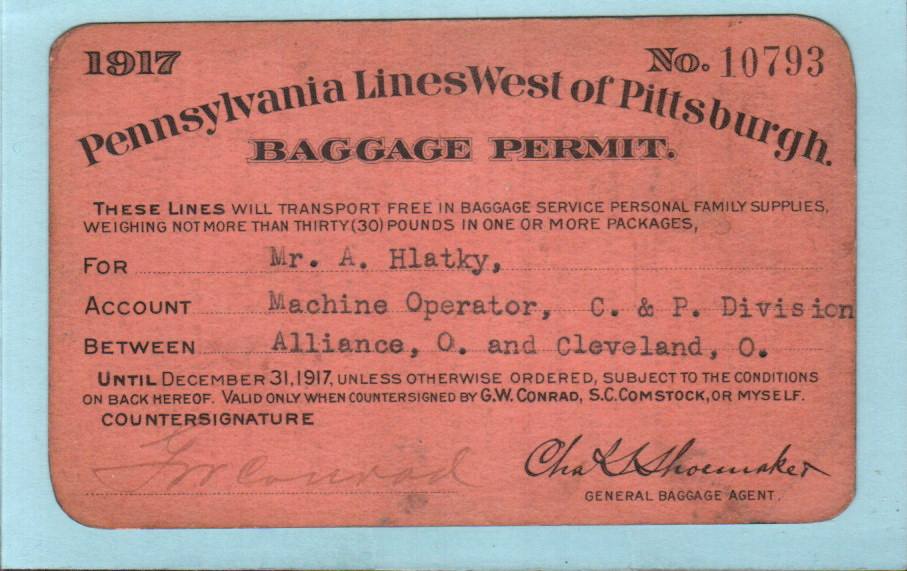 1917 No. 10793
Pennsylvania Lines West of Pittsburgh.
BAGGAGE PERMIT.
THESE LINES WILL TRANSPORT FREE IN BAGGAGE SERVICE PERSONAL FAMILY SUPPLIES,
WEIGHING NOT MORE THAN THIRTY (30) POUNDS IN ONE OR MORE PACKAGES,
FOR Mr. A. Hlatky,
ACCOUNT Machine Operator, C. & P. Division
BETWEEN Alliance, O. and Cleveland, O.
UNTIL DECEMBER 31, 1917, UNLESS OTHERWISE ORDERED, SUBJECT TO THE CONDITIONS
ON BACK HEREOF. VALID ONLY WHEN COUNTERSIGNED BY G.W. CONRAD, S.C. COMSTOCK, OR MYSELF.
COUNTERSIGNATURE
GW Conrad Chas L Shoemaker
GENERAL BAGGAGE AGENT.